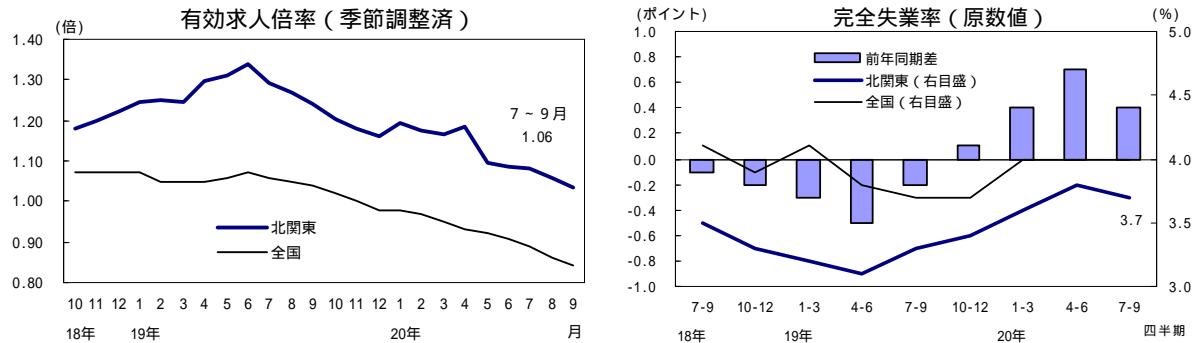 有効求人倍率（季節調整済）
(倍)
1.40
1.30
1.20
1.10
1.00
0.90
0.80
7～9月
1.06
北関東
全国
10 11 12 1 2 3 4 5 6 7 8 9 10 11 12 1 2 3 4 5 6 7 8 9
18年 19年 20年 月
完全失業率（原数値）
(ポイント) (%)
1.0 5.0
0.8
0.6
0.4 4.5
0.2
0.0 4.0
-0.2
-0.4
-0.6 3.5
-0.8
-1.0 3.0
前年同期差
北関東（右目盛）
全国（右目盛）
3.7
7-9 10-12 1-3 4-6 7-9 10-12 1-3 4-6 7-9
18年 19年 20年 四半期